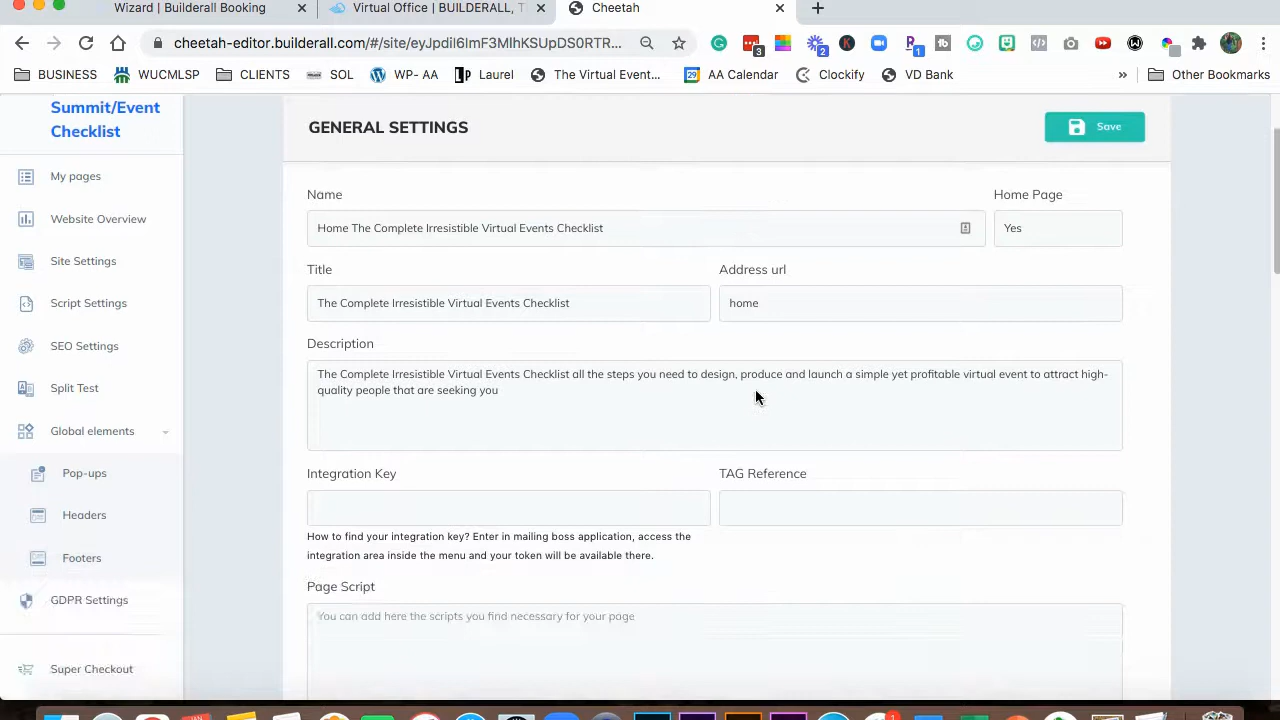 Wizard | Builderall Booking
Virtual Office | BUILDERALL, T
Cheetah
BUSINESS
WUCMLSP
CLIENTS
SOL
WP- AA
Laurel
The Virtual Event...
29
AA Calendar
Clockify
VD Bank
»
Other Bookmarks
3
2
1
Summit/Event
Checklist
My pages
Website Overview
Site Settings
Script Settings
SEO Settings
Split Test
Global elements
Pop-ups
Headers
Footers
GDPR Settings
Super Checkout
GENERAL SETTINGS
Save
Name
Home Page
Home The Complete Irresistible Virtual Events Checklist
Yes
Title
Address url
The Complete Irresistible Virtual Events Checklist
home
Description
The Complete Irresistible Virtual Events Checklist all the steps you need to design, produce and launch a simple yet profitable virtual event to attract high-
quality people that are seeking you
Integration Key
TAG Reference
How to find your integration key? Enter in mailing boss application, access the
integration area inside the menu and your token will be available there.
Page Script
You can add here the scripts you find necessary for your page